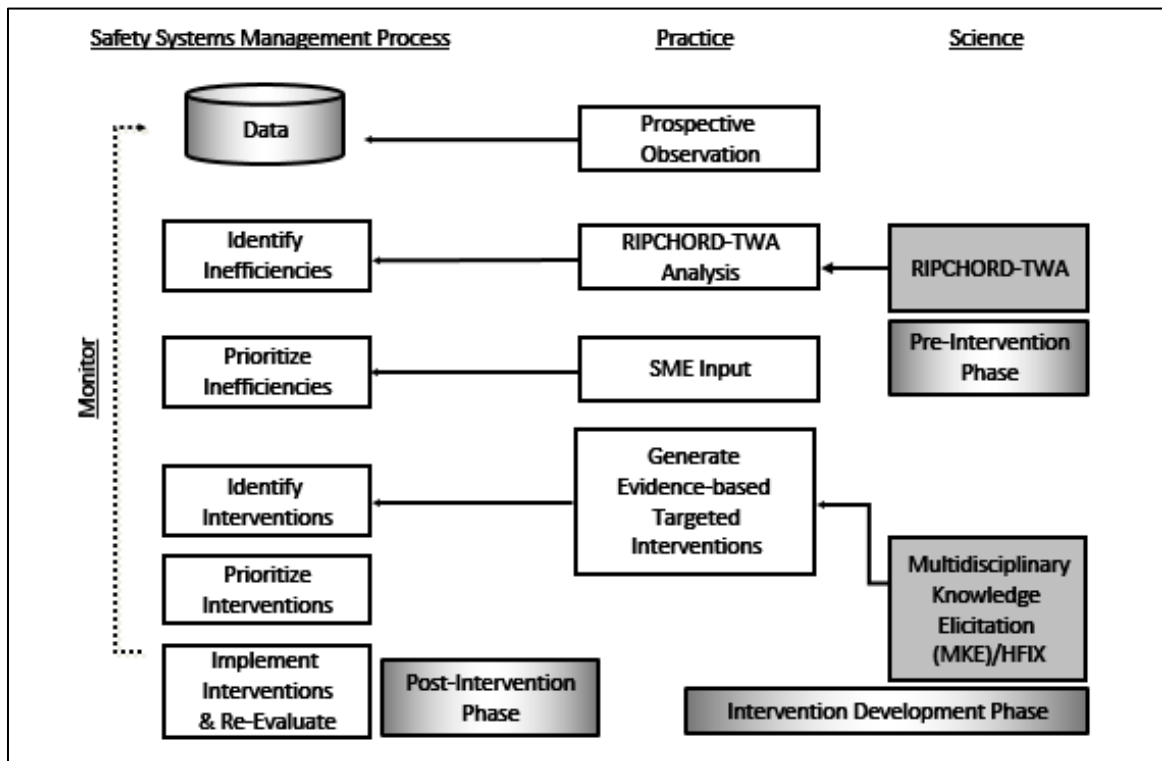 Safety Systems Management Process
Practice
Science
Data
Prospective
Observation
Identify
Inefficiencies
RIPCHORD-TWA
Analysis
RIPCHORD-TWA
Prioritize
Inefficiencies
SME Input
Pre-Intervention
Phase
Monitor
Identify
Interventions
Generate
Evidence-based
Targeted
Interventions
Prioritize
Interventions
Multidisciplinary
Knowledge
Elicitation
(MKE)/HFIX
Implement
Interventions
& Re-Evaluate
Post-Intervention
Phase
Intervention Development Phase